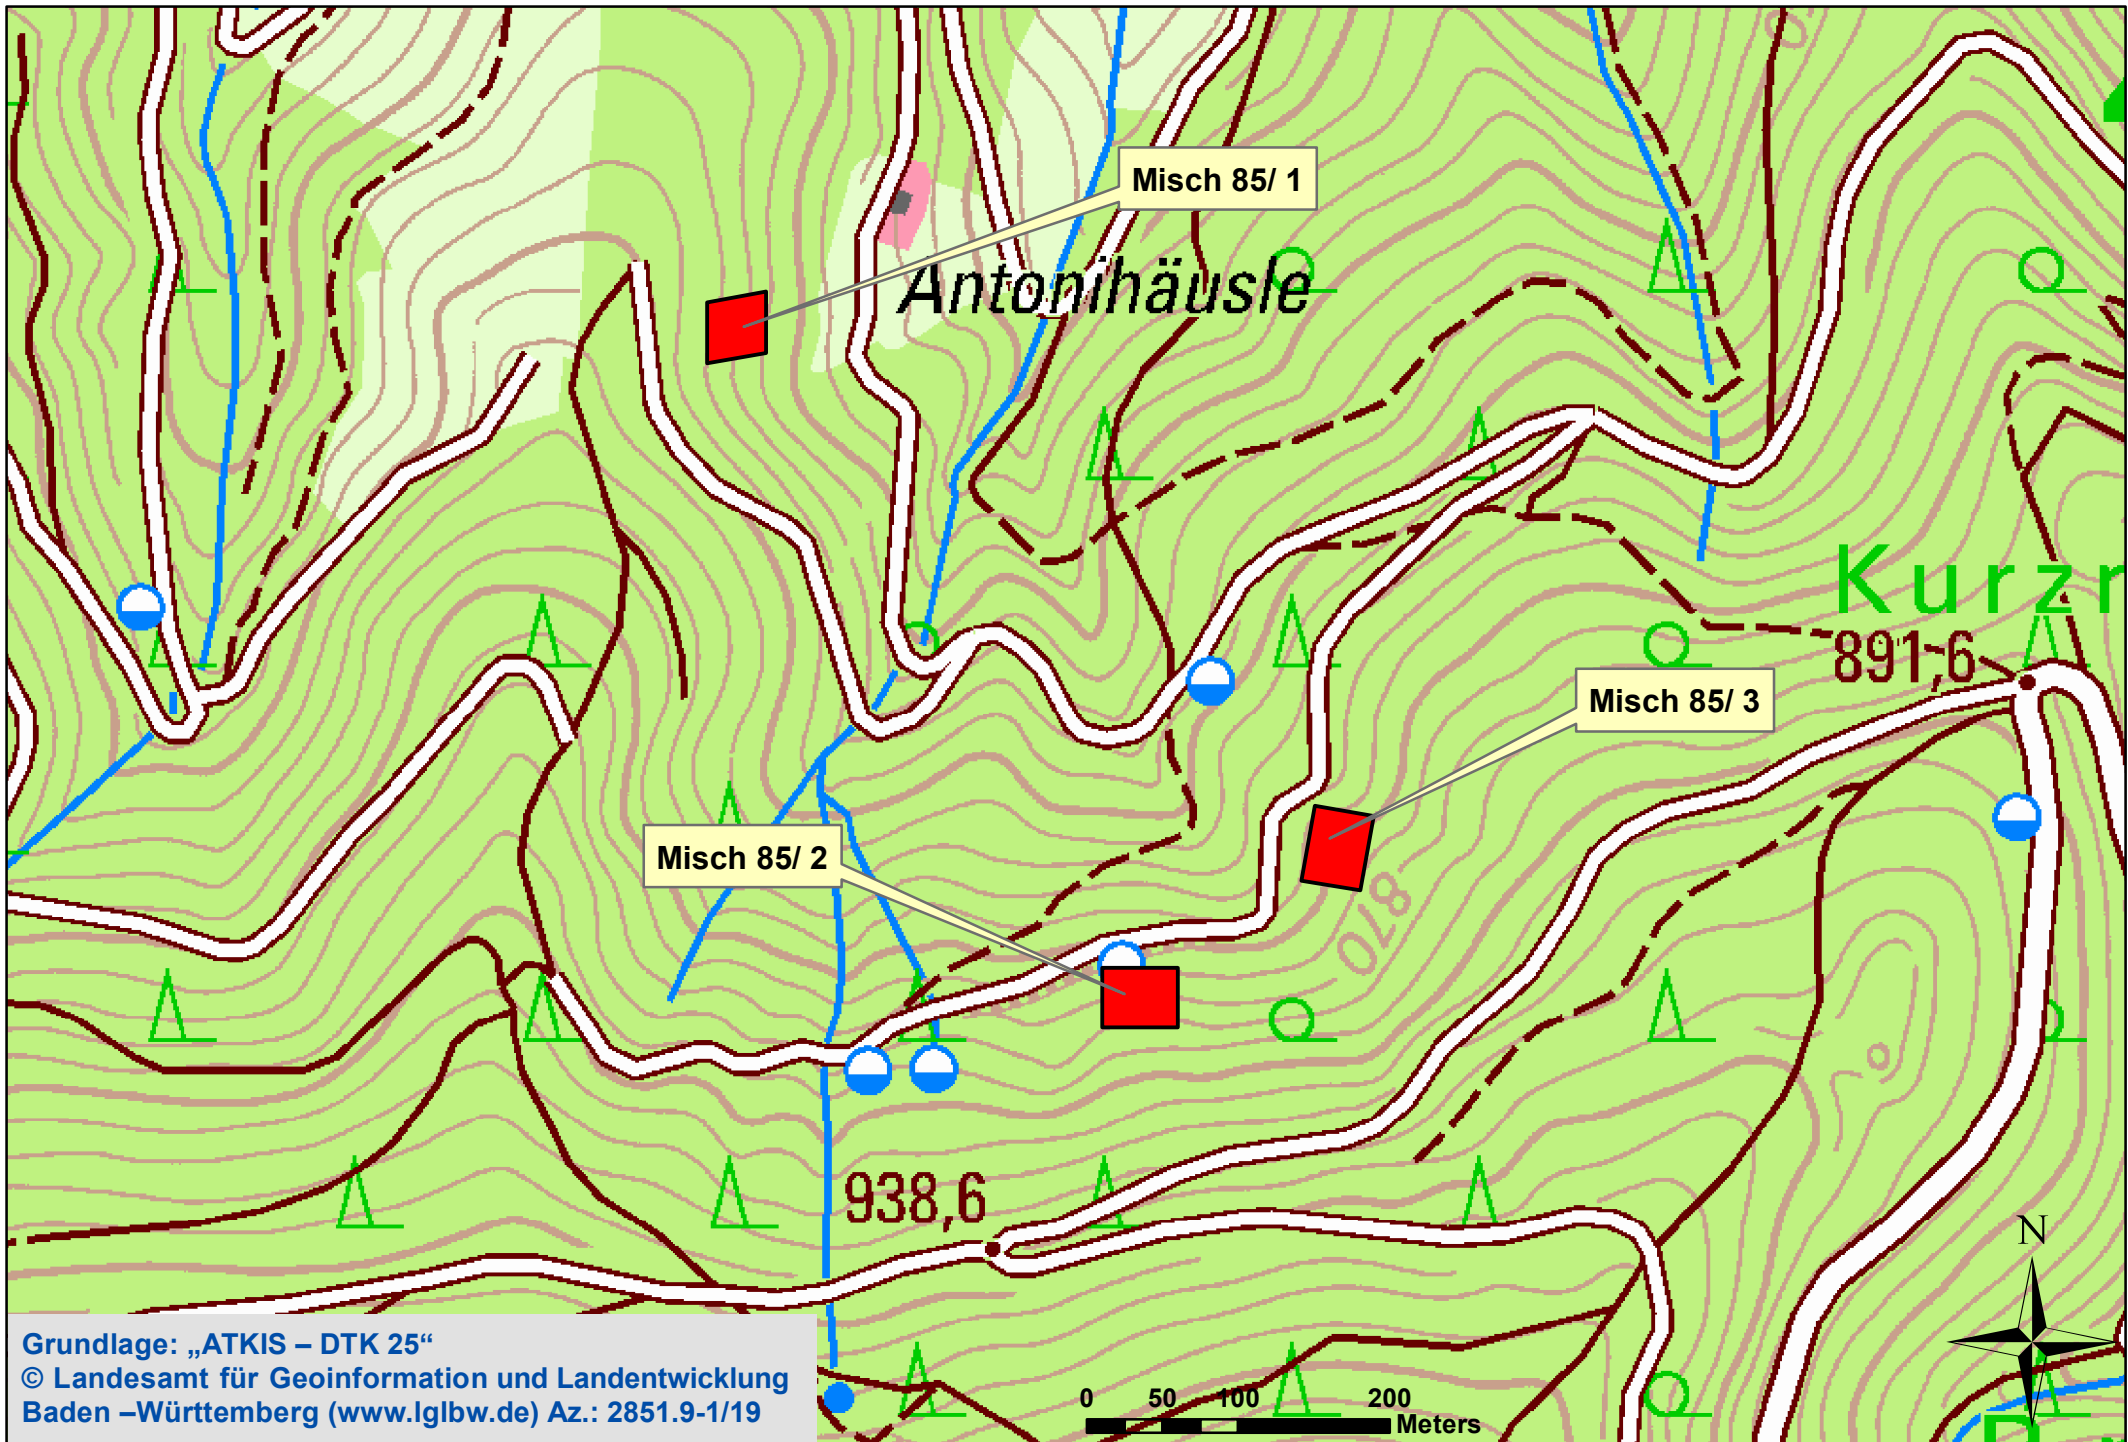 Misch 85/ 1
Antonihäusle
891,6
Misch 85/ 3
Misch 85/ 2
870
938,6
N
Grundlage: „ATKIS – DTK 25“
© Landesamt für Geoinformation und Landentwicklung
Baden –Württemberg (www.lglbw.de) Az.: 2851.9-1/19
0 50 100 200
Meters